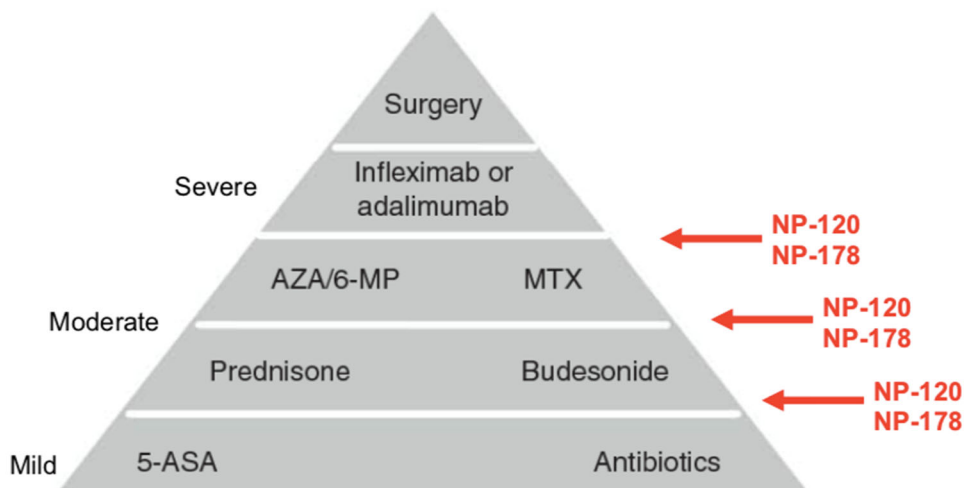 Surgery
Severe
Infleximab or
adalimumab
NP-120
NP-178
AZA/6-MP MTX
Moderate
NP-120
NP-178
Prednisone Budesonide
NP-120
NP-178
Mild
5-ASA Antibiotics